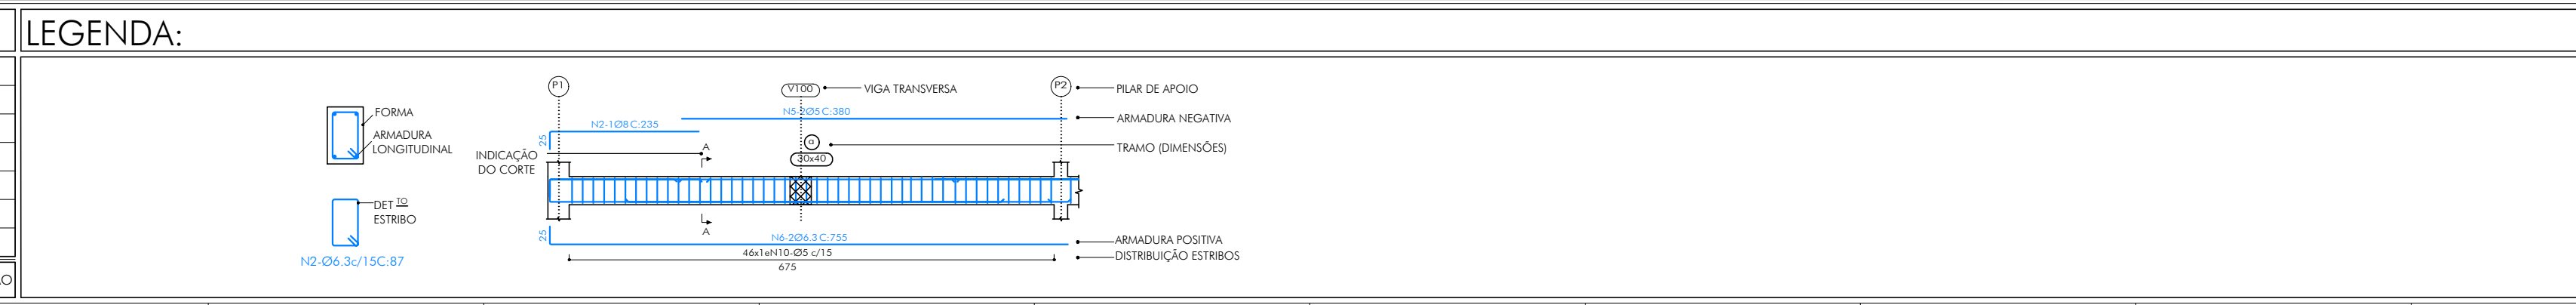 LEGENDA:
FORMA
ARMADURA
LONGITUDINAL
DET TO
ESTRIBO
N2-Ø6.3c/15C:87
P1
V100
VIGA TRANSVERSA
P2
PILAR DE APOIO
N5-2Ø5 C:380
ARMADURA NEGATIVA
N2-1Ø8 C:235
25
a
TRAMO (DIMENSÕES)
INDICAÇÃO
DO CORTE
A
30x40
A
25
N6-2Ø6.3 C:755
ARMADURA POSITIVA
46x1eN10-Ø5 c/15
DISTRIBUIÇÃO ESTRIBOS
675